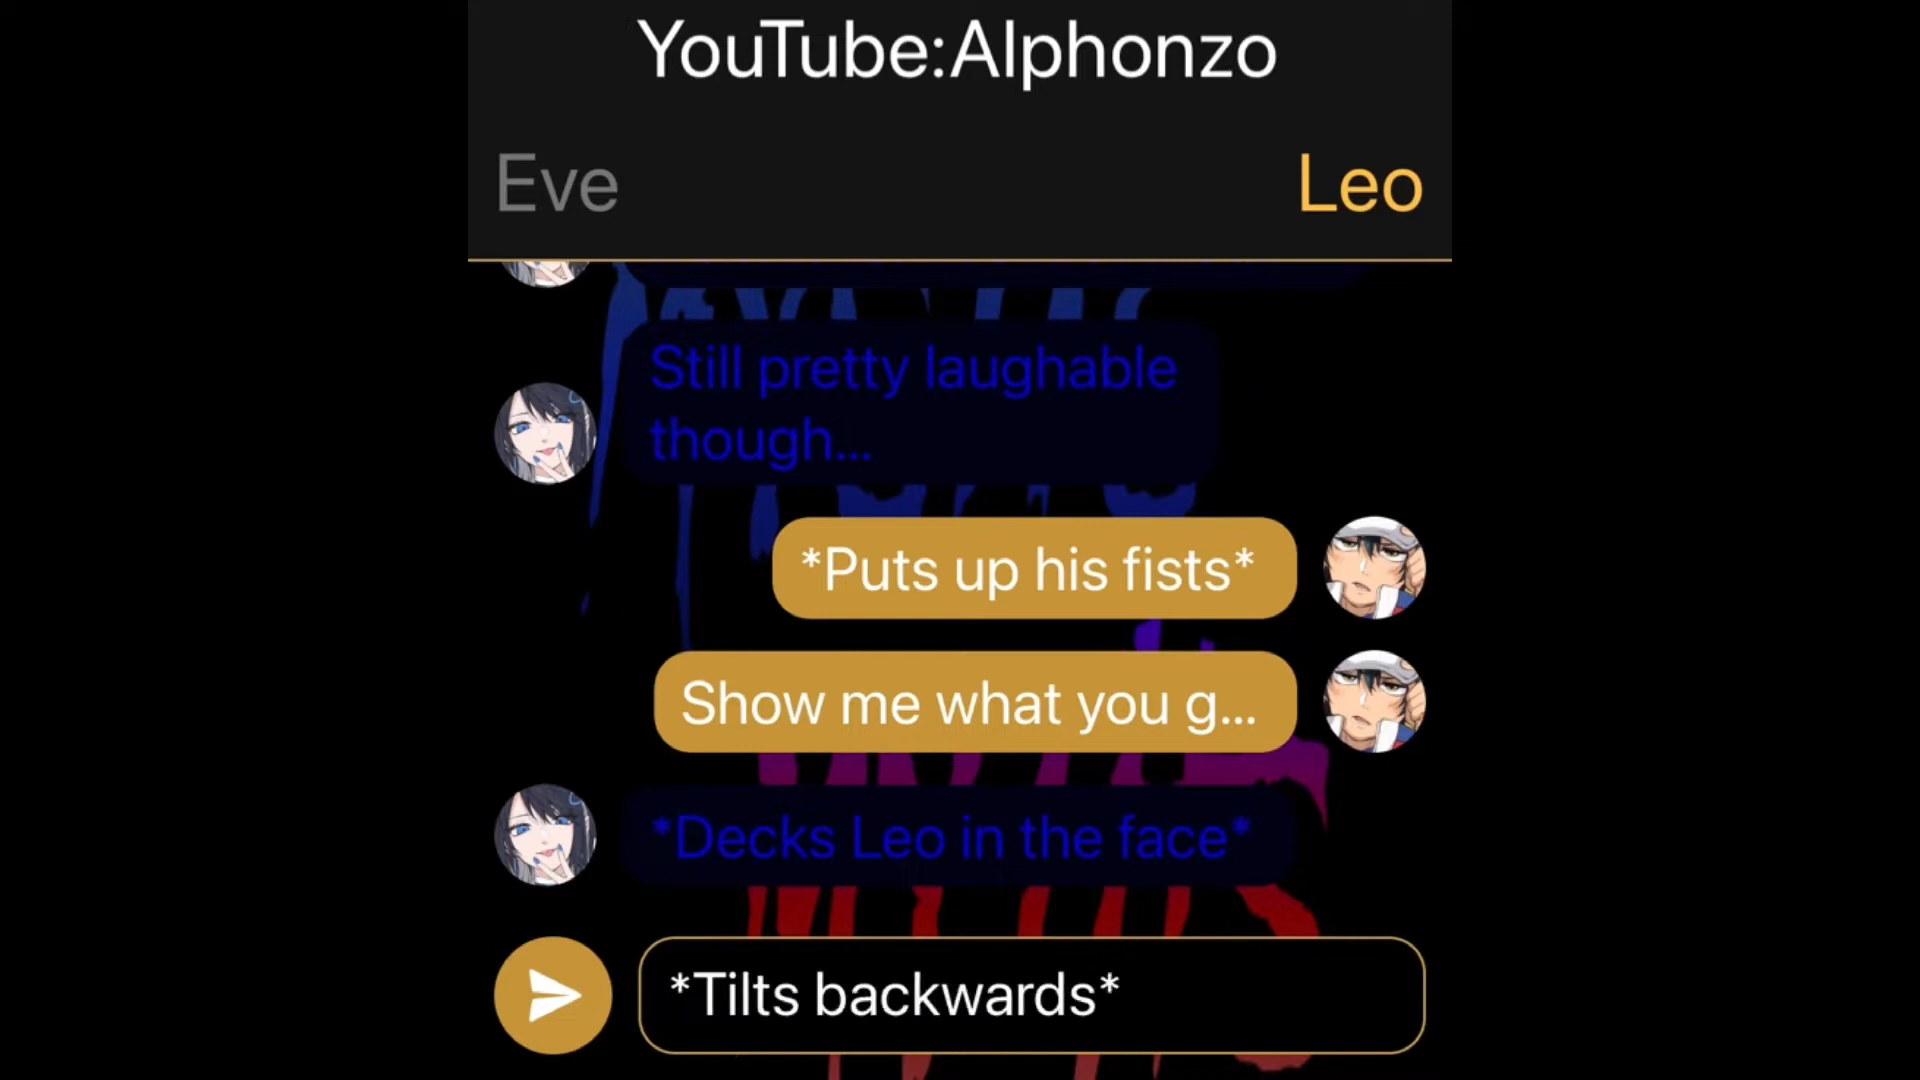 YouTube:Alphonzo
Eve
Leo
Still pretty laughable
though...
*Puts up his fists*
Show me what you g...
*Decks Leo in the face*
*Tilts backwards*